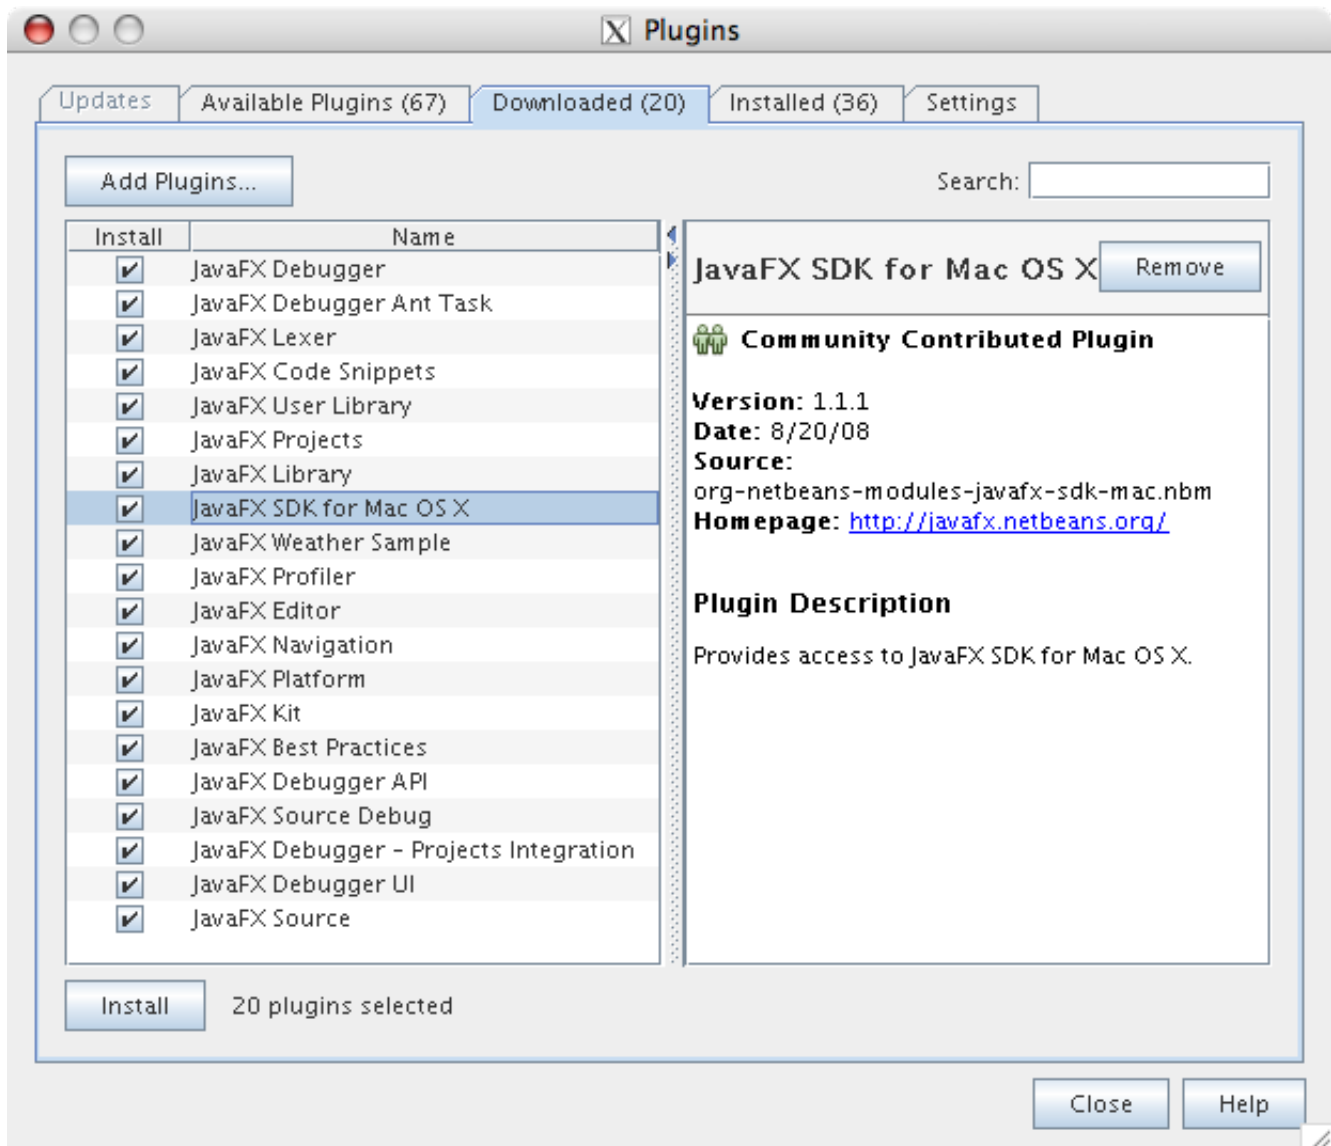 Plugins
Updates
Available Plugins (67)
Downloaded (20)
Installed (36)
Settings
Add Plugins...
Search:
Install
Name
JavaFX Debugger
JavaFX Debugger Ant Task
JavaFX Lexer
JavaFX Code Snippets
JavaFX User Library
JavaFX Projects
JavaFX Library
JavaFX SDK for Mac OS X
JavaFX Weather Sample
JavaFX Profiler
JavaFX Editor
JavaFX Navigation
JavaFX Platform
JavaFX Kit
JavaFX Best Practices
JavaFX Debugger API
JavaFX Source Debug
JavaFX Debugger - Projects Integration
JavaFX Debugger UI
JavaFX Source
JavaFX SDK for Mac OS X
Remove
Community Contributed Plugin
Version: 1.1.1
Date: 8/20/08
Source:
org-netbeans-modules-javafx-sdk-mac.nbm
Homepage: http://javafx.netbeans.org/
Plugin Description
Provides access to JavaFX SDK for Mac OS X.
Install
20 plugins selected
Close
Help